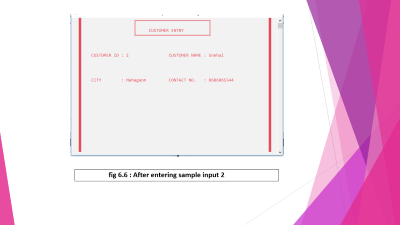 CUSTOMER ENTRY
CUSTOMER ID : 2 CUSTOMER NAME : Snehal
CITY : Mahagaon CONTACT NO. :
fig 6.6 : After entering sample input 2